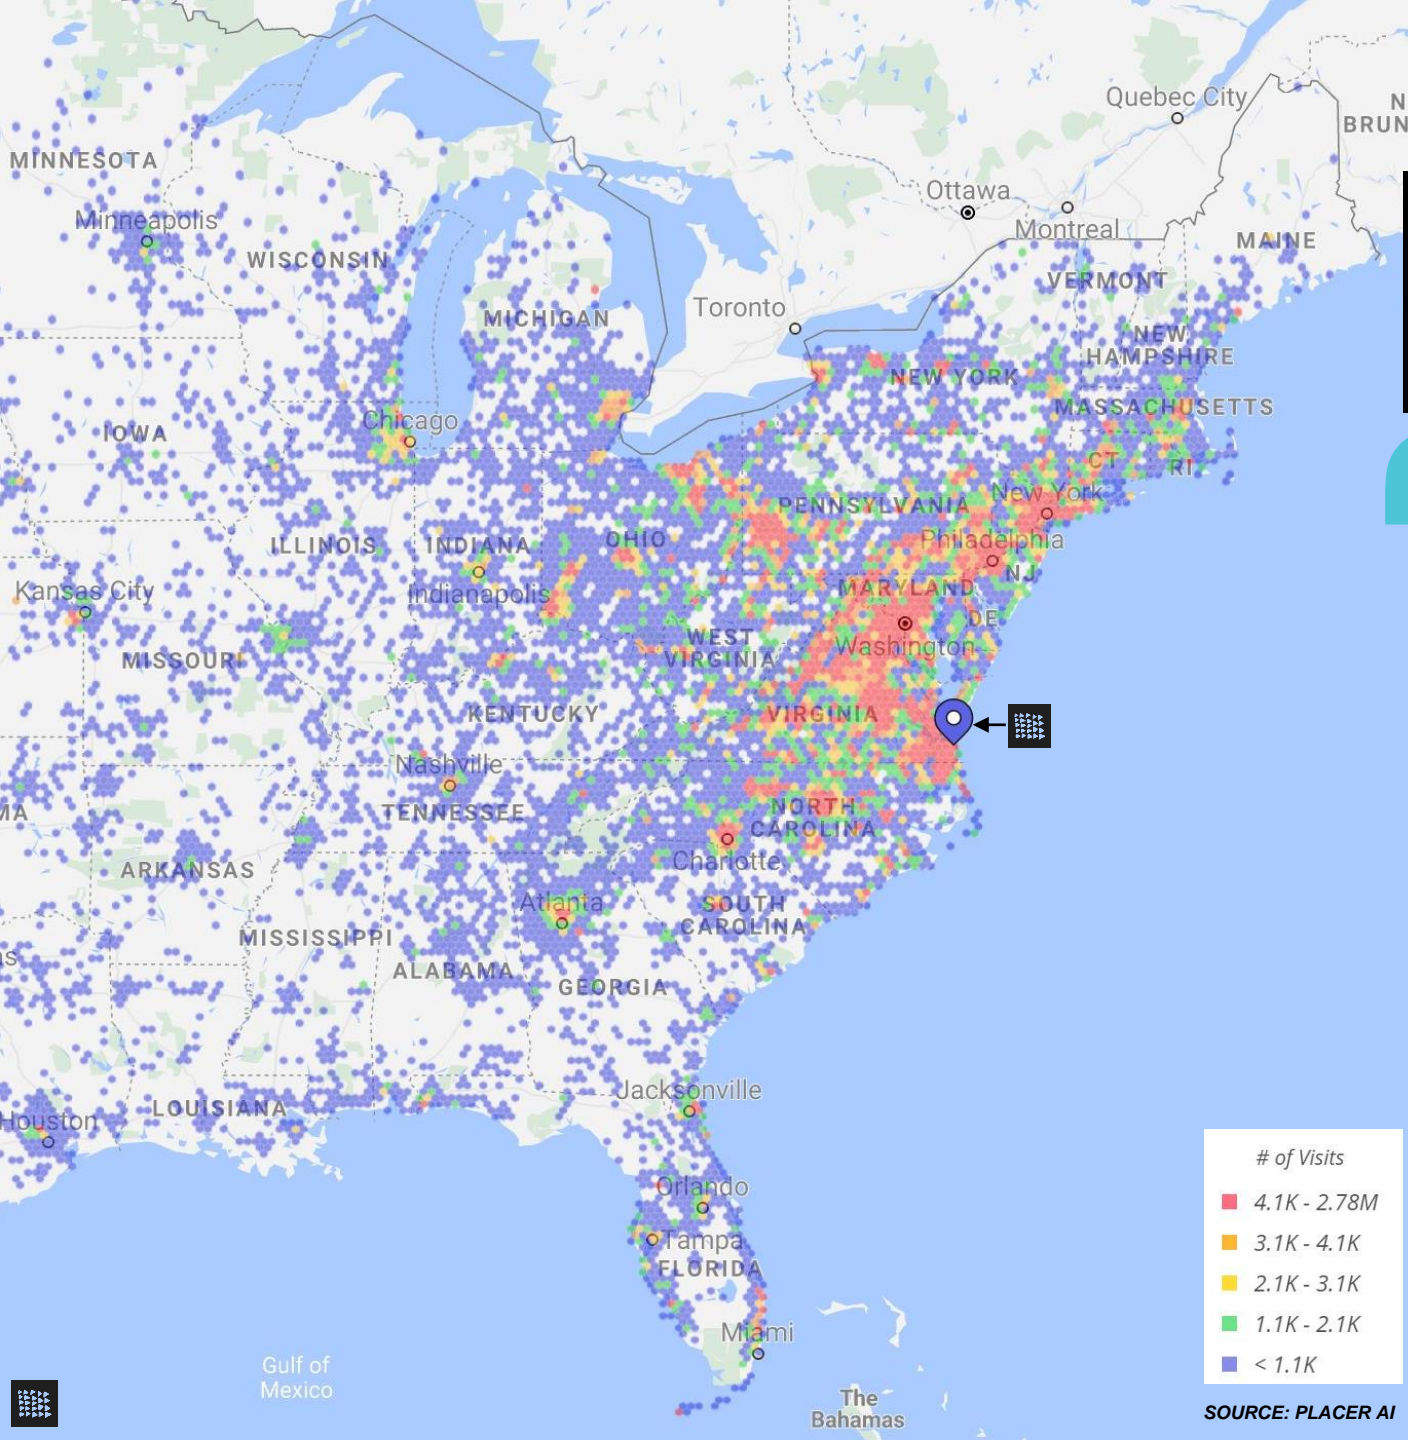 Quebec City
N
BRUN
MINNESOTA
Ottawa
Minneapolis
Montreal
MAINE
WISCONSIN
VERMONT
Toronto
MICHIGAN
NEW
HAMPSHIRE
NEW YORK
MASSACHUSETTS
Chicago
IOWA
CT
RI
PENNSYLVANIA
New York
OHIO
ILLINOIS
INDIANA
Philadelphia
NJ
Kansas City
Indianapolis
MARYLAND
DE
WEST
VIRGINIA
Washington
MISSOURI
KENTUCKY
VIRGINIA
Nashville
MA
TENNESSEE
NORTH
CAROLINA
Charlotte
ARKANSAS
Atlanta
SOUTH
CAROLINA
MISSISSIPPI
as
ALABAMA
GEORGIA
Jacksonville
LOUISIANA
Houston
Orlando
Tampa
FLORIDA
Miami
Gulf of
Mexico
The
Bahamas
# of Visits
4.1K - 2.78M
3.1K - 4.1K
2.1K - 3.1K
1.1K - 2.1K
< 1.1K
SOURCE: PLACER AI